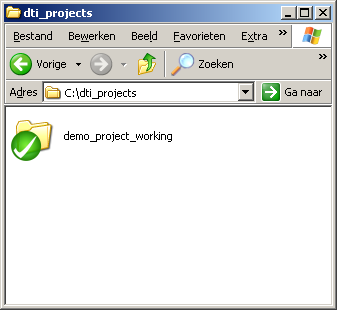 dti_projects
Bestand Bewerken Beeld Favorieten Extra »
Vorige Zoeken »
Adres C:\dti_projects Ga naar
demo_project_working